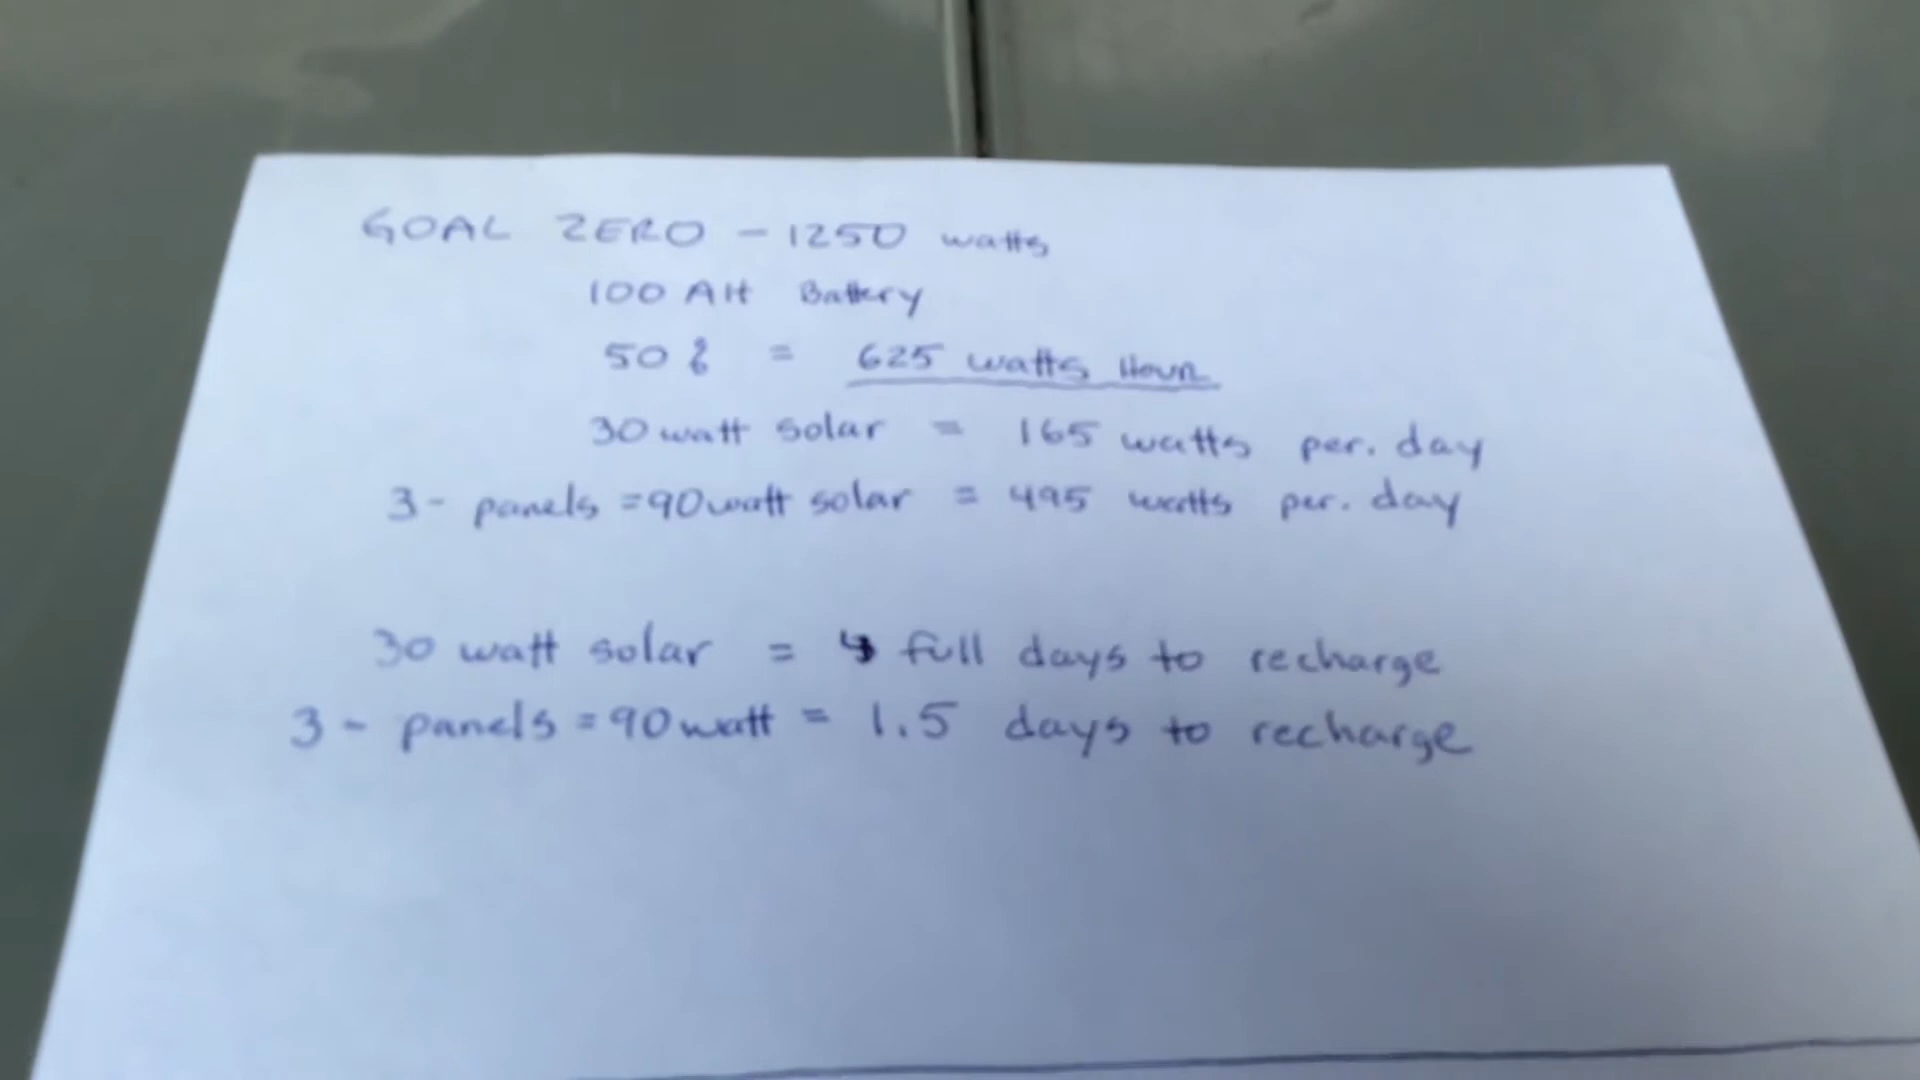 GOAL ZERO - 1250 watts
100 AH Battery
50 % = 625 watts Hour
30 watt solar = 165 watts per. day
3 - panels = 90 watt solar = 495 watts per. day
30 watt solar = 4 full days to recharge
3 - panels = 90 watt = 1.5 days to recharge